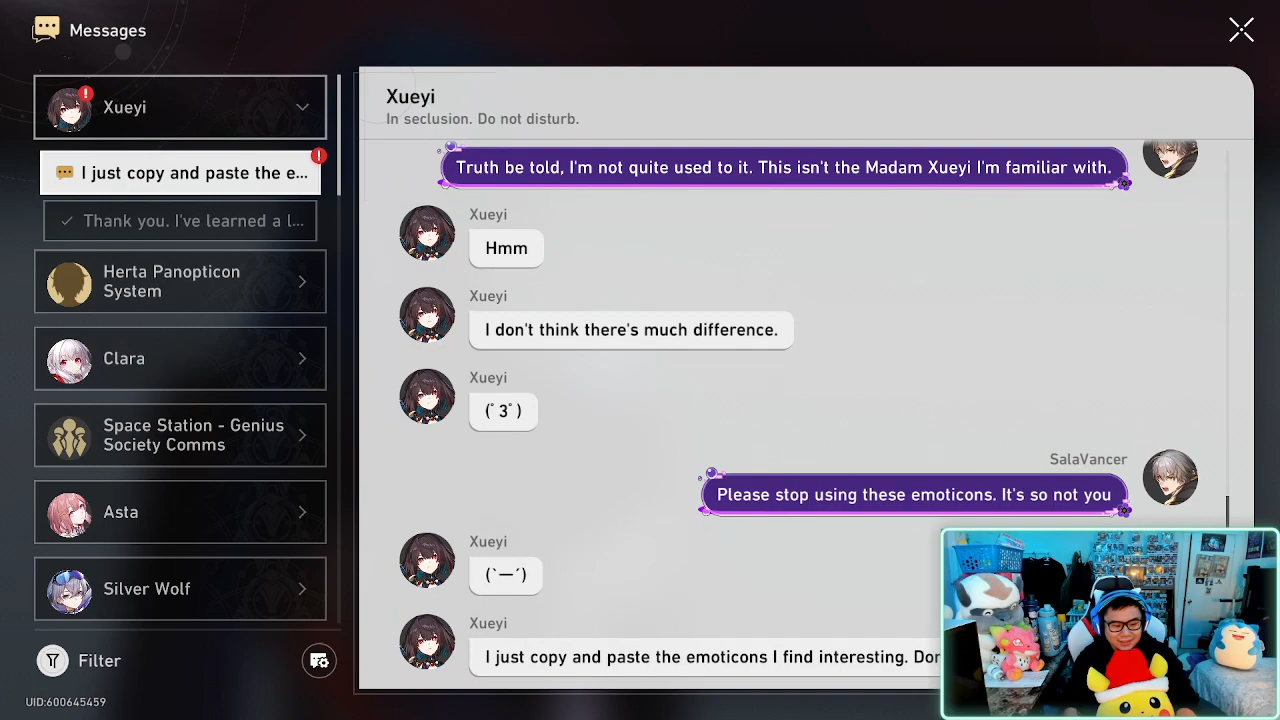 Messages
Xueyi
I just copy and paste the e...
Thank you. I've learned a l...
Herta Panopticon
System
Clara
Space Station - Genius
Society Comms
Asta
Silver Wolf
Filter
UID:600645459
Xueyi
In seclusion. Do not disturb.
Truth be told, I'm not quite used to it. This isn't the Madam Xueyi I'm familiar with.
Xueyi
Hmm
Xueyi
I don't think there's much difference.
Xueyi
(ﾟ3ﾟ)
SalaVancer
Please stop using these emoticons. It's so not you
Xueyi
(`ー´)
Xueyi
I just copy and paste the emoticons I find interesting.